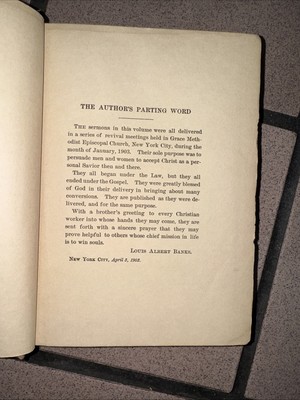 THE AUTHOR'S PARTING WORD
THE sermons in this volume were all delivered
in a series of revival meetings held in Grace Meth-
odist Episcopal Church, New York City, during the
month of January, 1903. Their sole purpose was to
persuade men and women to accept Christ as a per-
sonal Savior then and there.
They all began under the Law, but they all
ended under the Gospel. They were greatly blessed
of God in their delivery in bringing about many
conversions. They are published as they were de-
livered, and for the same purpose.
With a brother's greeting to every Christian
worker into whose hands they may come, they are
sent forth with a sincere prayer that they may
prove helpful to others whose chief mission in life
is to win souls.
LOUIS ALBERT BANKS.
NEW YORK CITY, April 2, 1903.